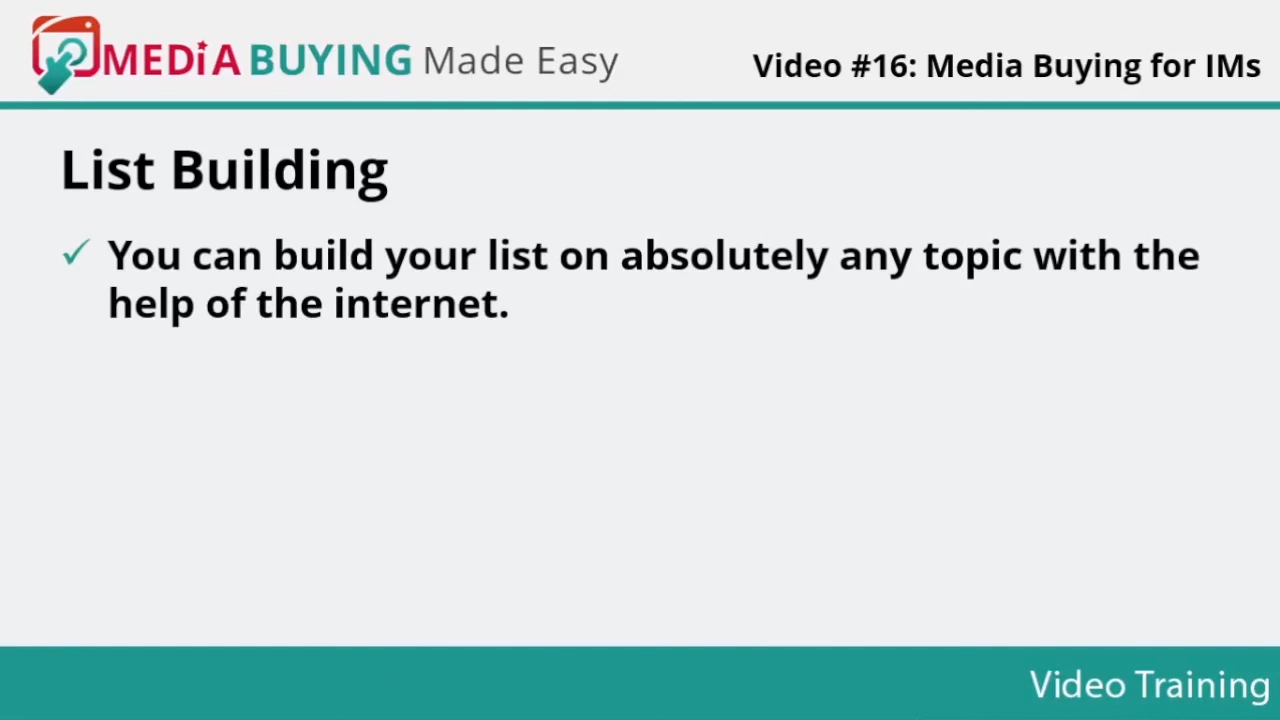 MEDiA BUYING Made Easy
Video #16: Media Buying for IMs
List Building
You can build your list on absolutely any topic with the
help of the internet.
Video Training